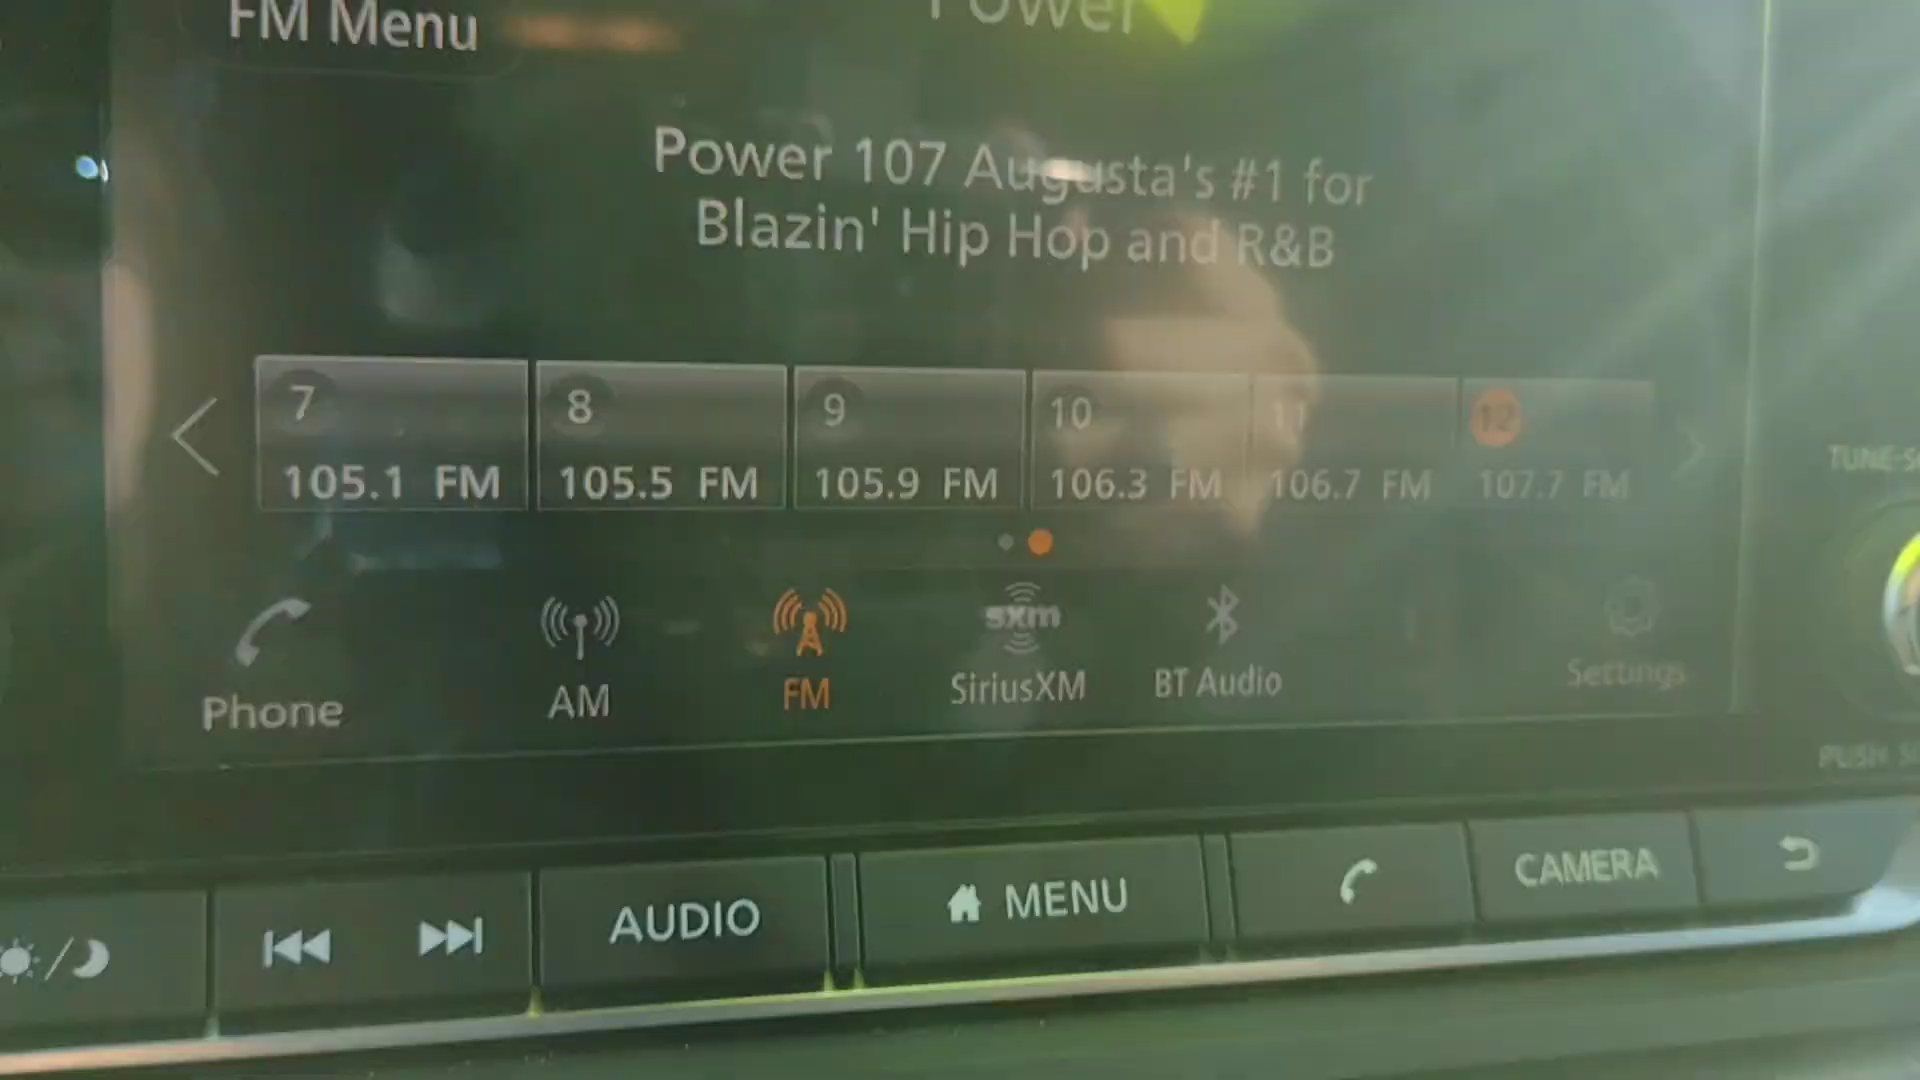 FM Menu
Power
Power 107 Augusta's #1 for
Blazin' Hip Hop and R&B
7 8 9 10 11 12
105.1 FM 105.5 FM 105.9 FM 106.3 FM 106.7 FM 107.7 FM
sxm
Phone AM FM SiriusXM BT Audio Settings
PUSH
AUDIO MENU CAMERA